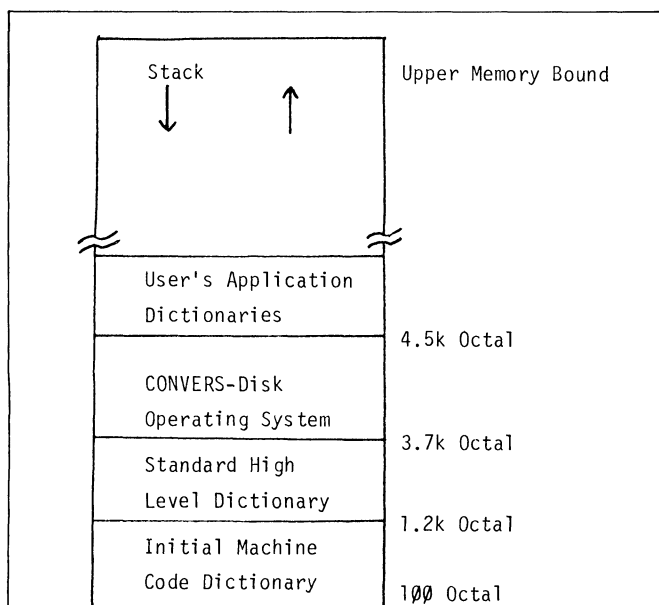 Stack
Upper Memory Bound
User's Application
Dictionaries
4.5k Octal
CONVERS-Disk
Operating System
3.7k Octal
Standard High
Level Dictionary
1.2k Octal
Initial Machine
Code Dictionary
1ØØ Octal